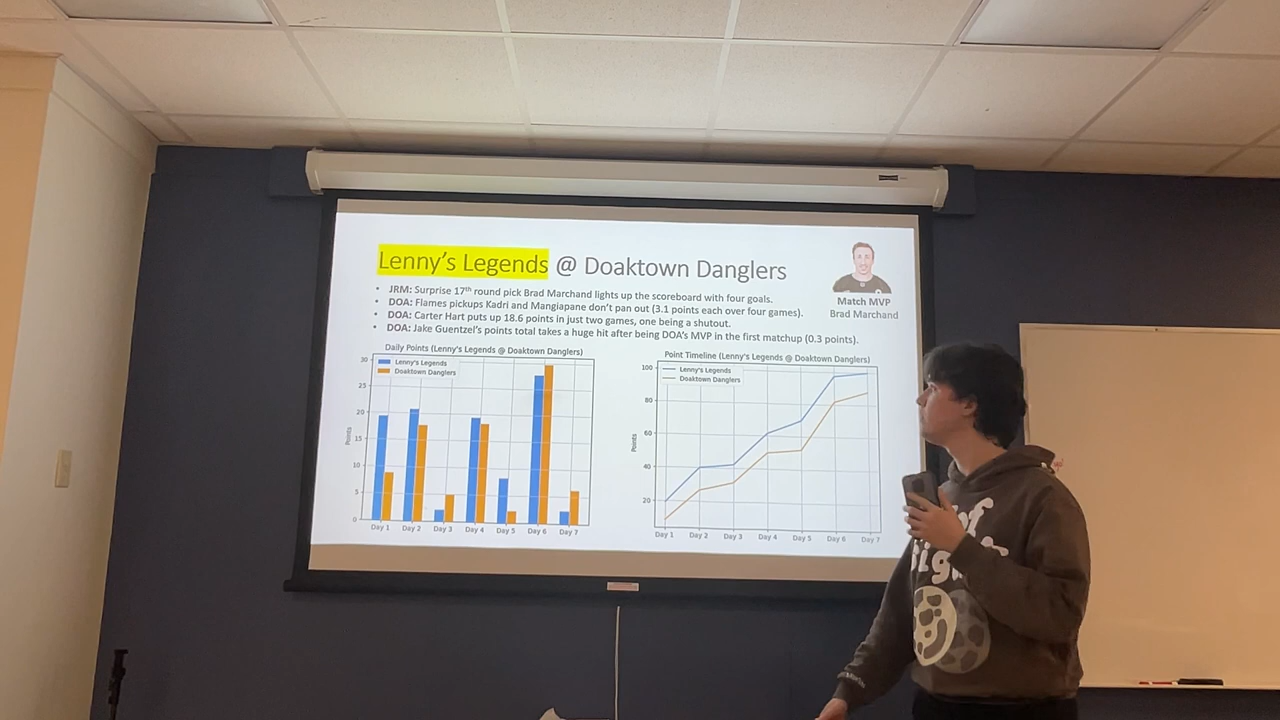 Lenny's Legends @ Doaktown Danglers
• JRM: Surprise 17th round pick Brad Marchand lights up the scoreboard with four goals.
• DOA: Flames pickups Kadri and Mangiapane don't pan out (3.1 points each over four games).
• DOA: Carter Hart puts up 18.6 points in just two games, one being a shutout.
• DOA: Jake Guentzel's points total takes a huge hit after being DOA's MVP in the first matchup (0.3 points).
Match MVP
Brad Marchand
Daily Points (Lenny's Legends @ Doaktown Danglers)
Lenny's Legends
Doaktown Danglers
Points
30
25
20
15
10
5
0
Day 1 Day 2 Day 3 Day 4 Day 5 Day 6 Day 7
Point Timeline (Lenny's Legends @ Doaktown Danglers)
Lenny's Legends
Doaktown Danglers
Points
100
80
60
40
20
Day 1 Day 2 Day 3 Day 4 Day 5 Day 6 Day 7